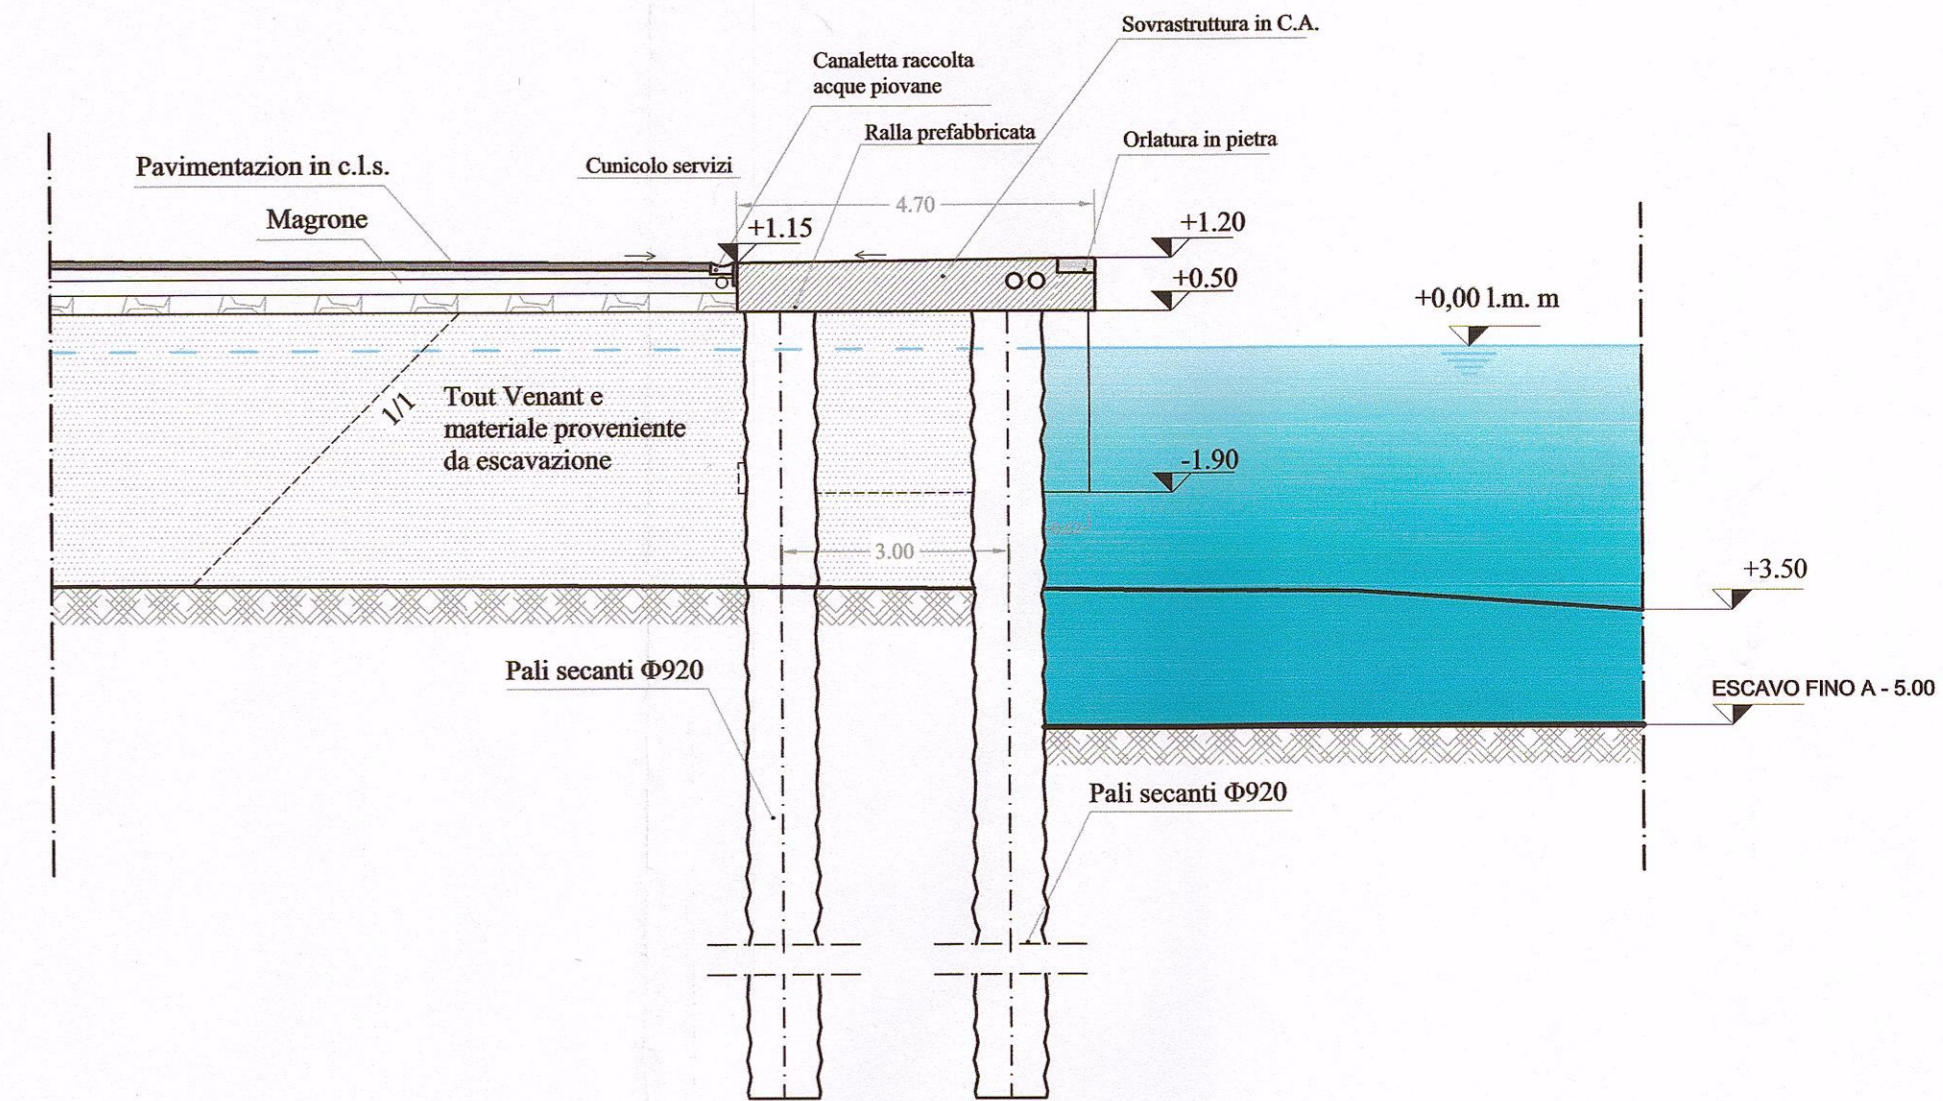 Sovrastruttura in C.A.
Canaletta raccolta
acque piovane
Ralla prefabbricata
Orlatura in pietra
Pavimentazion in c.l.s.
Cunicolo servizi
Magrone
4.70
+1.15
+1.20
+0.50
+0,00 l.m. m
1/1
Tout Venant e
materiale proveniente
da escavazione
-1.90
3.00
+3.50
Pali secanti Φ920
ESCAVO FINO A - 5.00
Pali secanti Φ920